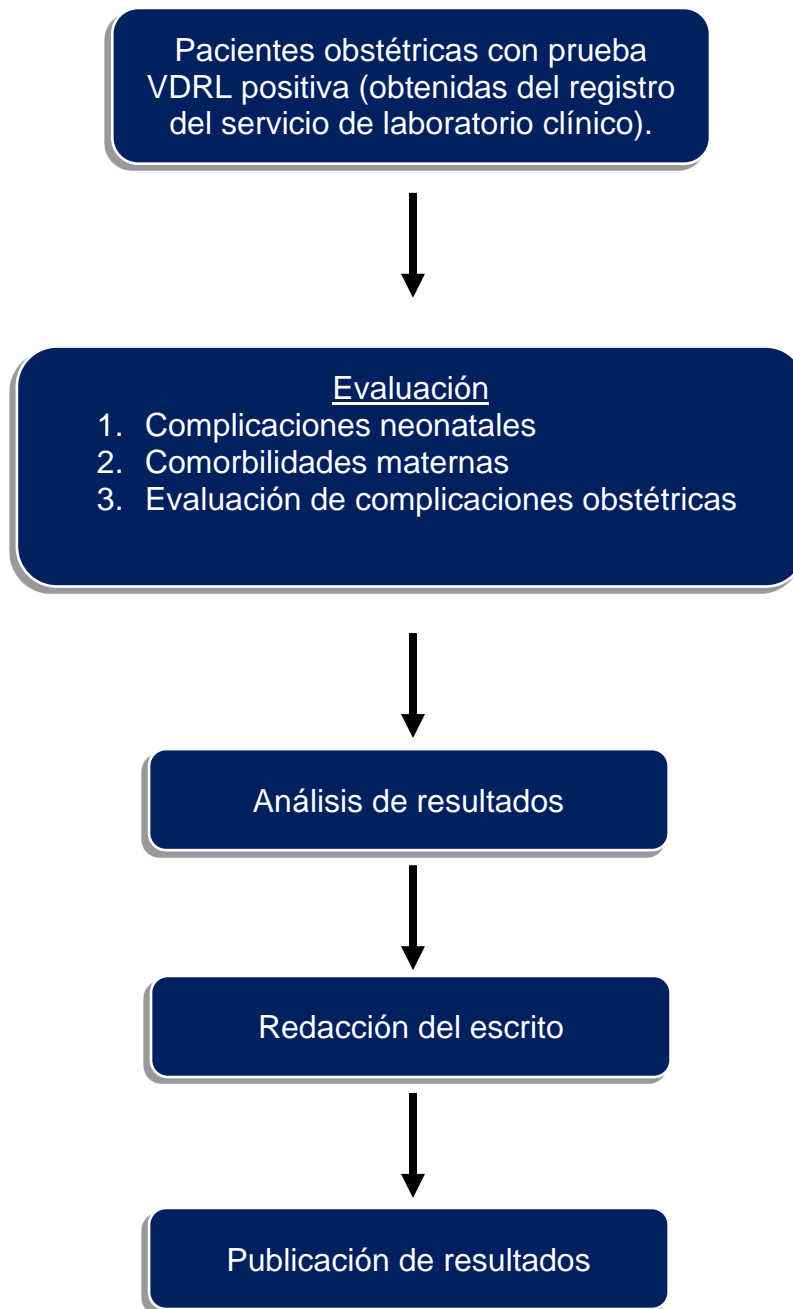 Pacientes obstétricas con prueba
VDRL positiva (obtenidas del registro
del servicio de laboratorio clínico).
Evaluación
1. Complicaciones neonatales
2. Comorbilidades maternas
3. Evaluación de complicaciones obstétricas
Análisis de resultados
Redacción del escrito
Publicación de resultados